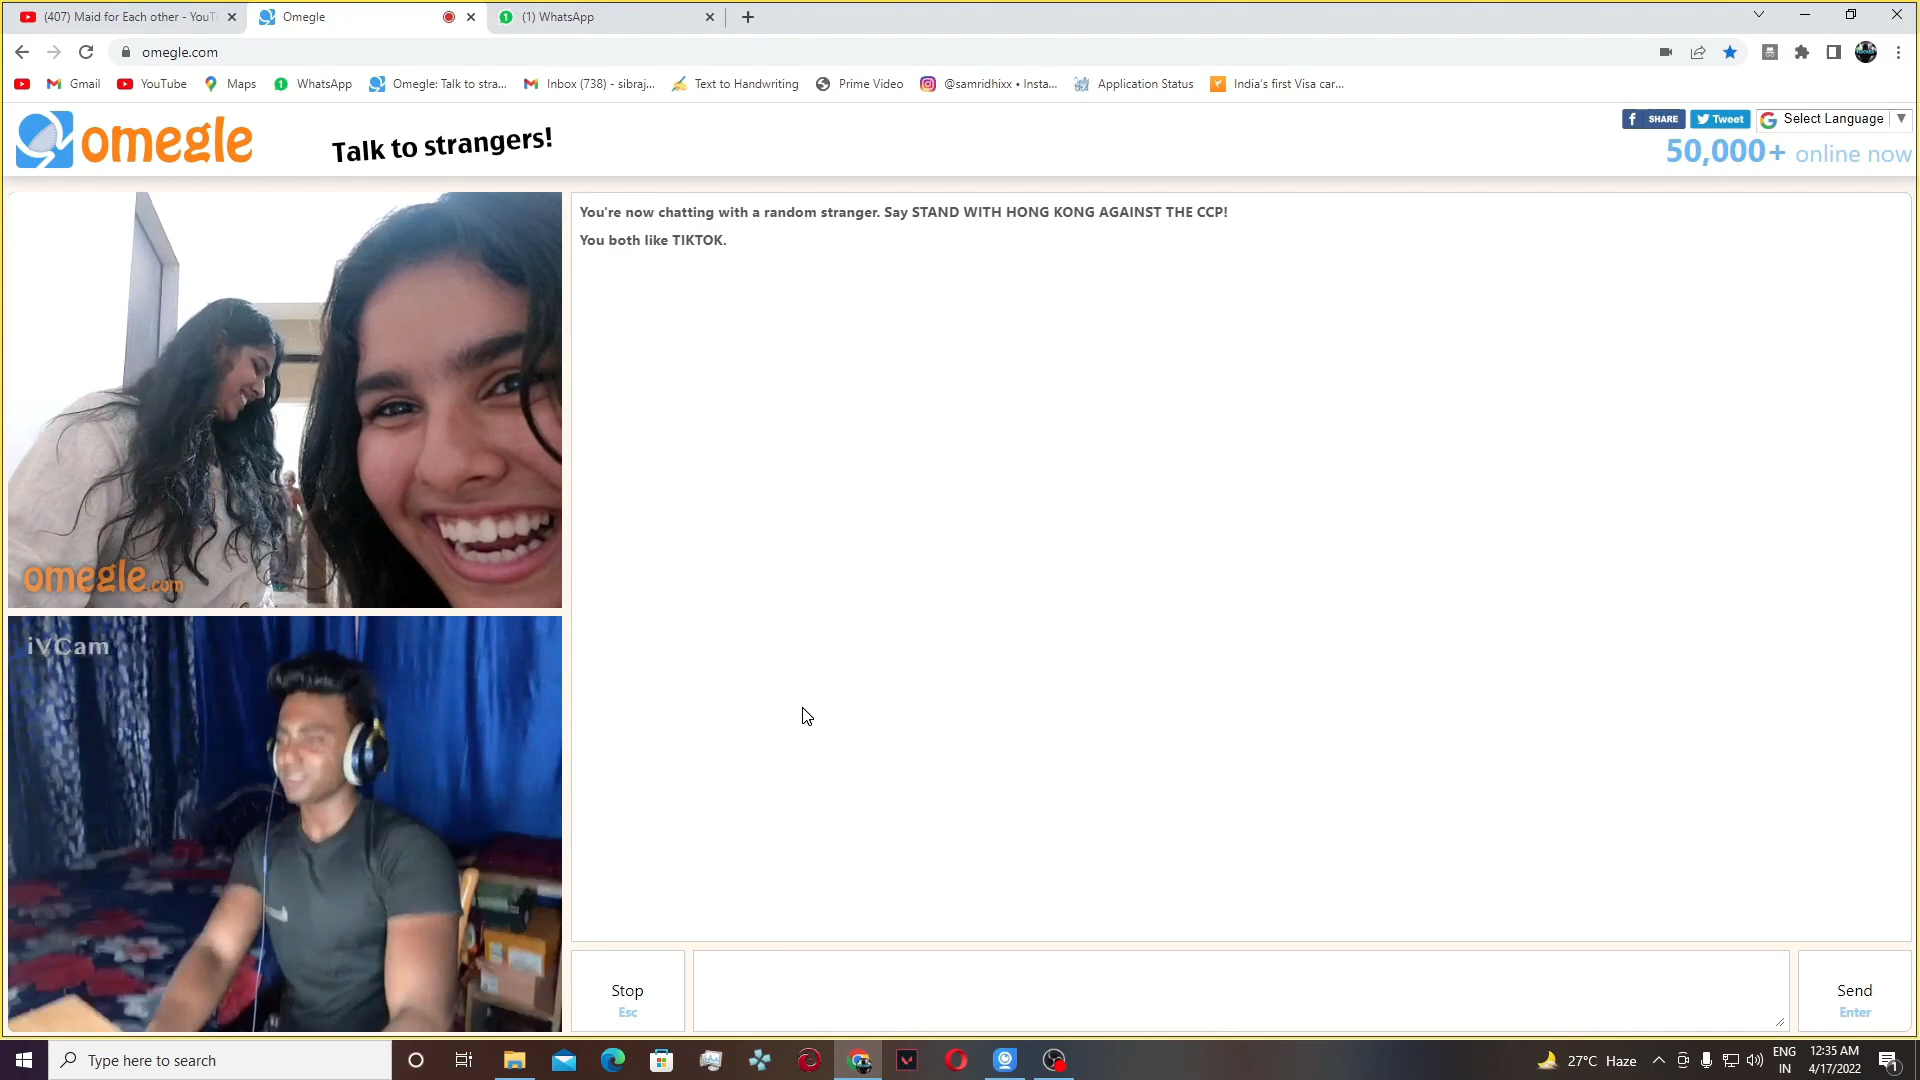 (407) Maid for Each other - YouT
Omegle
(1) WhatsApp
omegle.com
Gmail
YouTube
Maps
WhatsApp
Omegle: Talk to stra...
Inbox (738) - sibraj...
Text to Handwriting
Prime Video
@samridhixx • Insta...
Application Status
India's first Visa car...
omegle
Talk to strangers!
SHARE
Tweet
Select Language
50,000+ online now
You're now chatting with a random stranger. Say STAND WITH HONG KONG AGAINST THE CCP!
You both like TIKTOK.
omegle.com
iVCam
Stop
Esc
Send
Enter
Type here to search
27°C Haze
ENG
IN
12:35 AM
4/17/2022
1